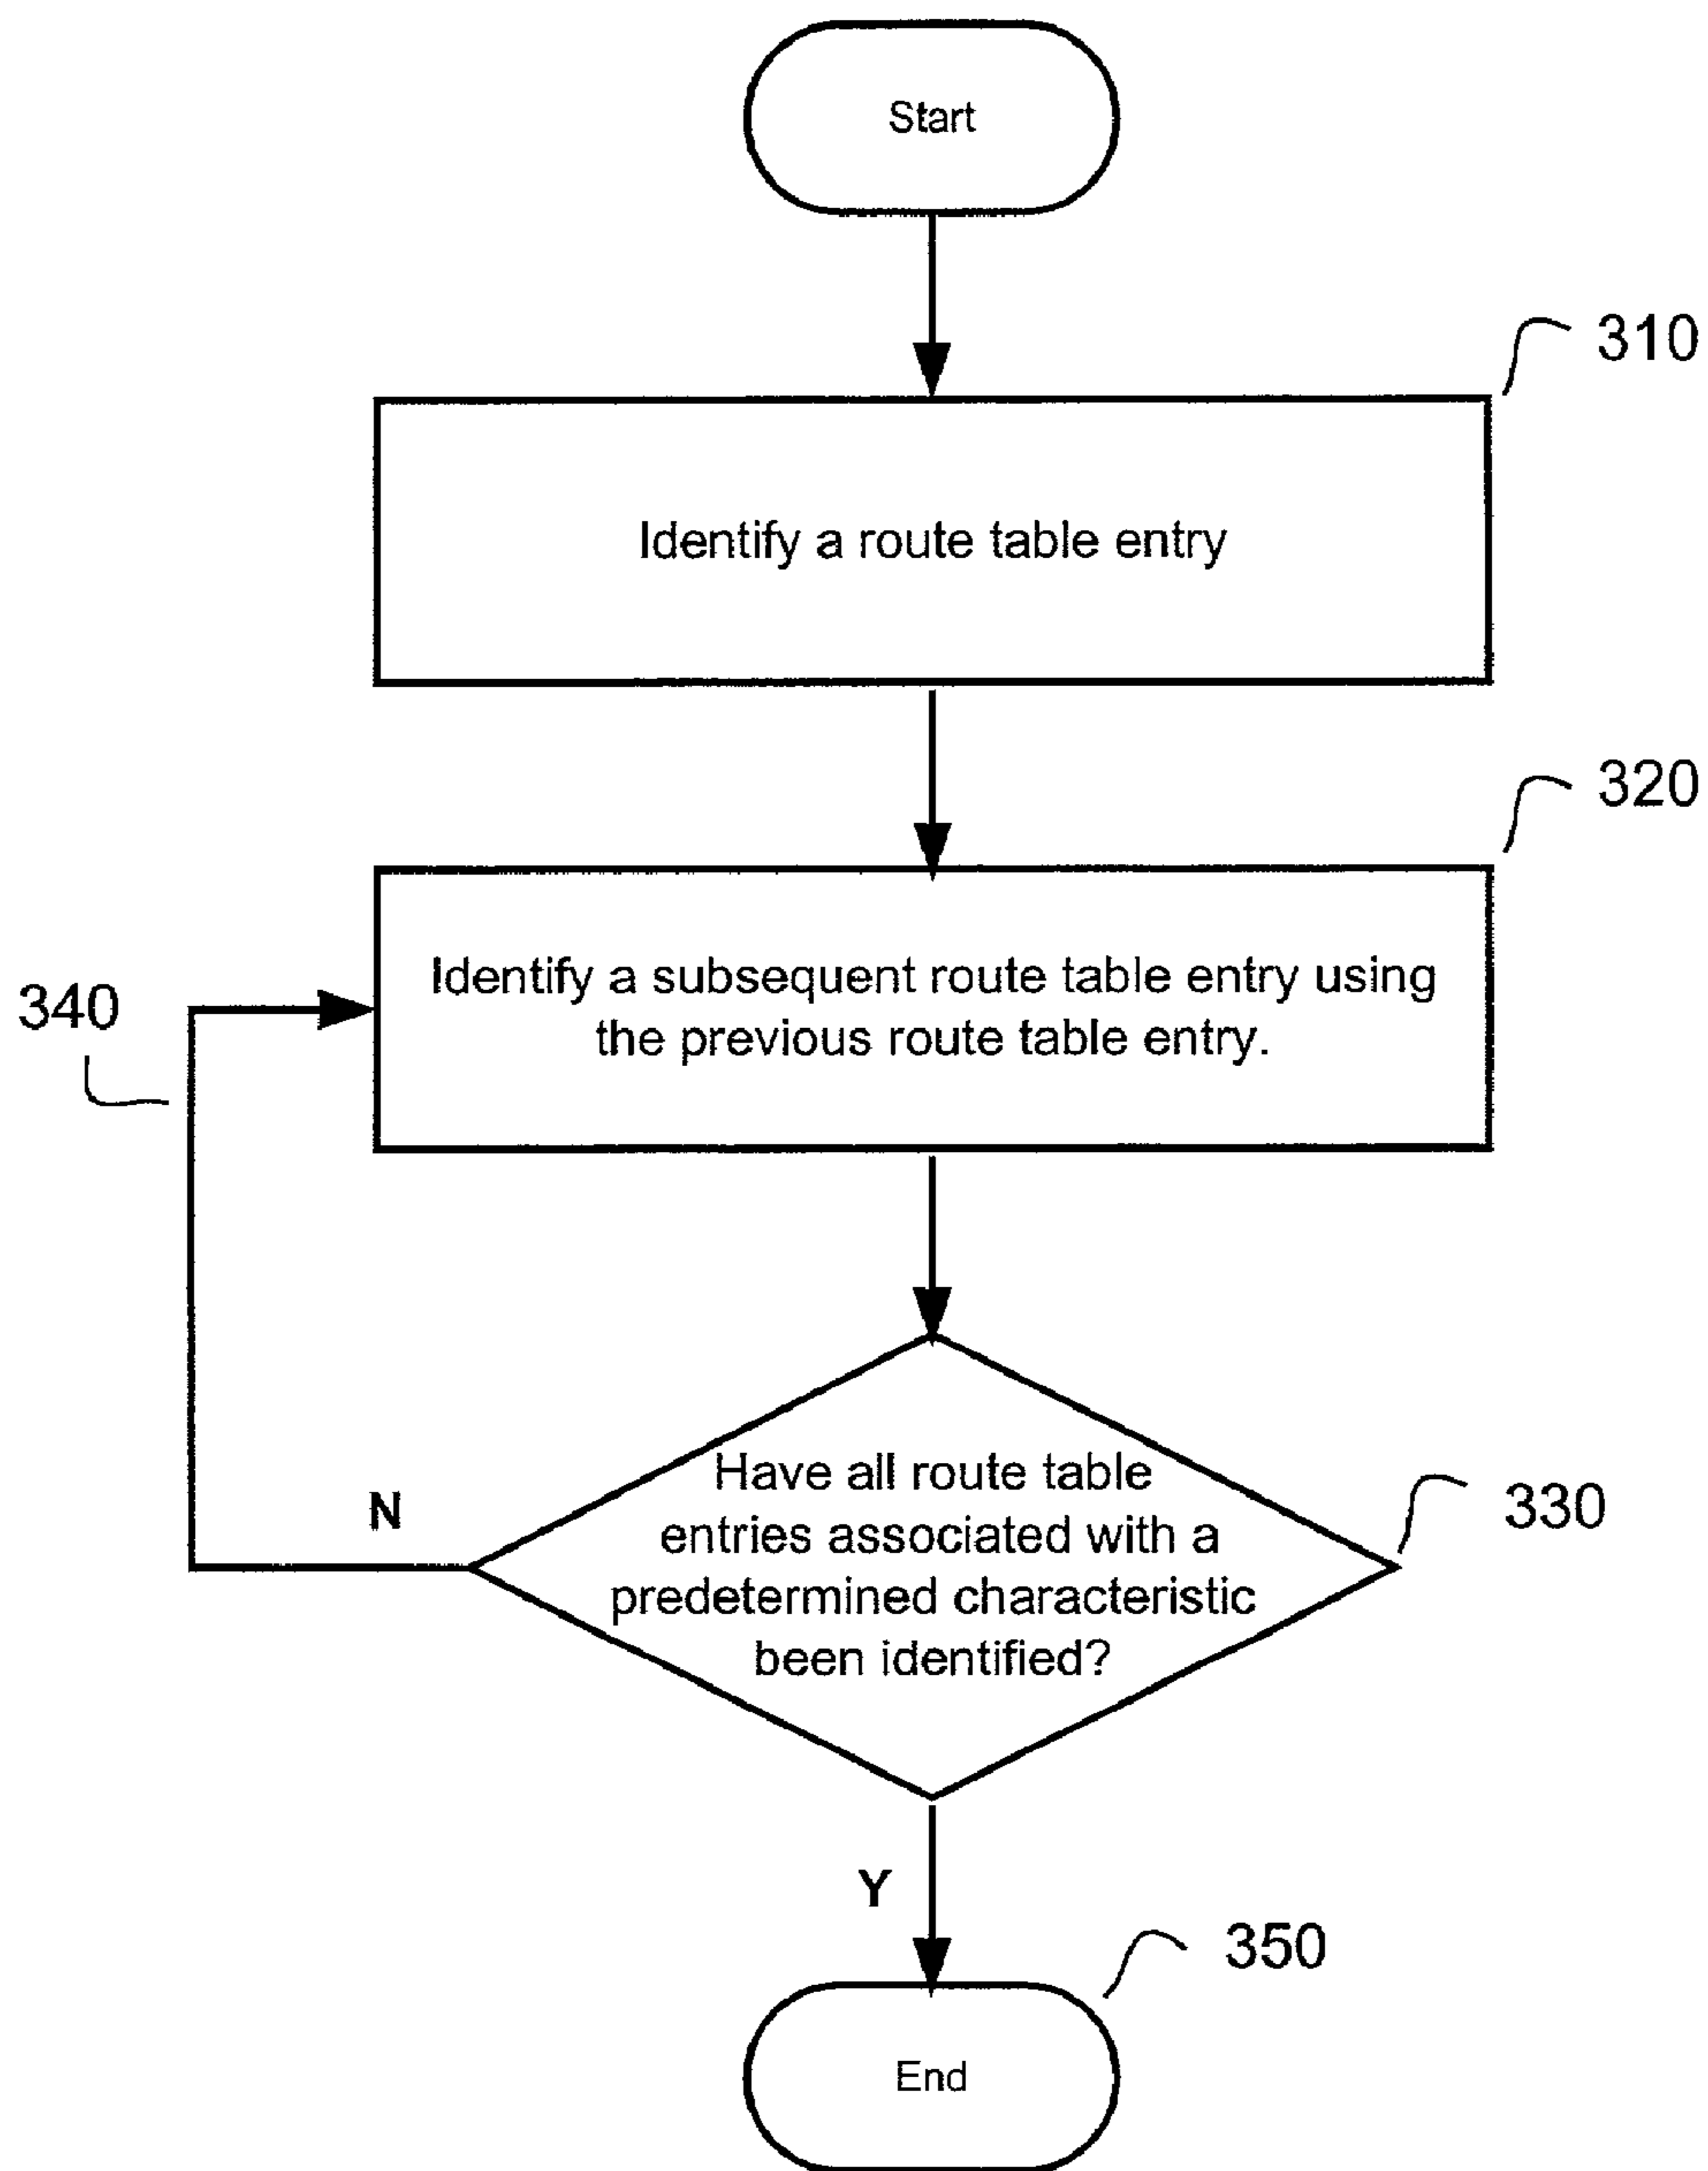 Start
310
Identify a route table entry
320
Identify a subsequent route table entry using
the previous route table entry.
340
Have all route table
entries associated with a
predetermined characteristic
been identified?
N
330
Y
350
End